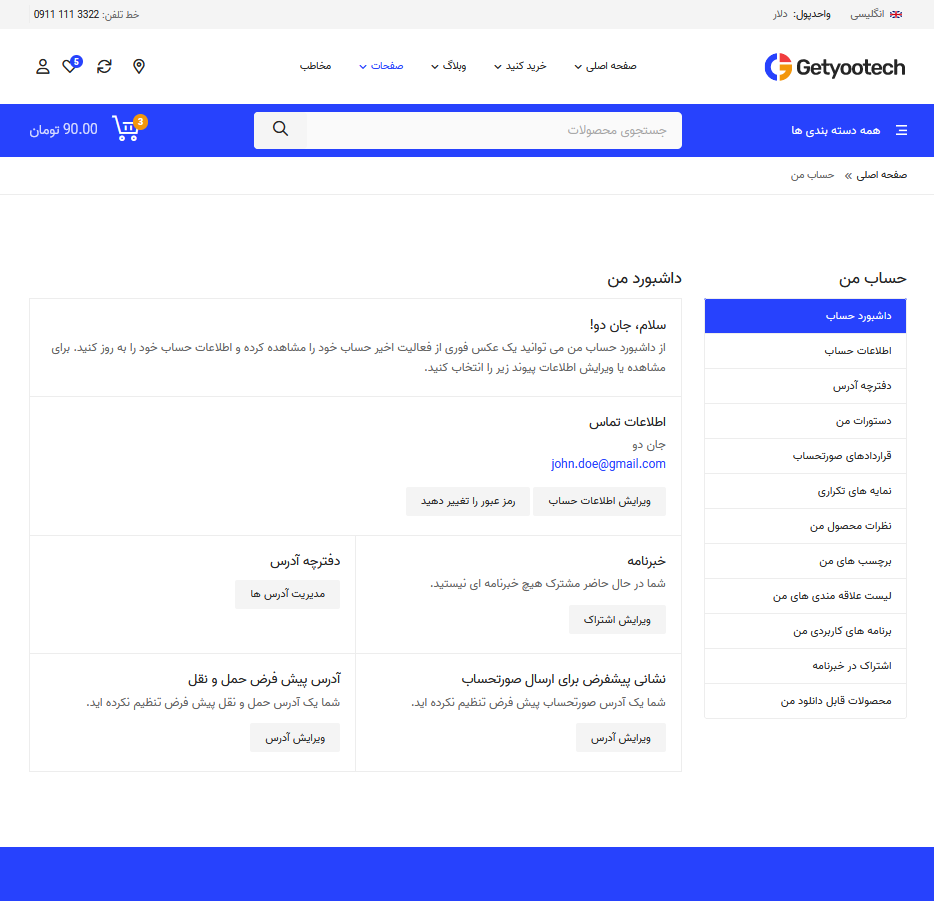 انگلیسی
واحدپول: دلار
خط تلفن: 3322 111 0911
Getyootech
صفحه اصلی
خرید کنید
وبلاگ
صفحات
مخاطب
5
همه دسته بندی ها
جستجوی محصولات
3
90.00 تومان
صفحه اصلی » حساب من
حساب من
داشبورد حساب
اطلاعات حساب
دفترچه آدرس
دستورات من
قراردادهای صورتحساب
نمایه های تکراری
نظرات محصول من
برچسب های من
لیست علاقه مندی های من
برنامه های کاربردی من
اشتراک در خبرنامه
محصولات قابل دانلود من
داشبورد من
سلام، جان دو!
از داشبورد حساب من می توانید یک عکس فوری از فعالیت اخیر حساب خود را مشاهده کرده و اطلاعات حساب خود را به روز کنید. برای
مشاهده یا ویرایش اطلاعات پیوند زیر را انتخاب کنید.
اطلاعات تماس
جان دو
john.doe@gmail.com
ویرایش اطلاعات حساب
رمز عبور را تغییر دهید
خبرنامه
شما در حال حاضر مشترک هیچ خبرنامه ای نیستید.
ویرایش اشتراک
دفترچه آدرس
مدیریت آدرس ها
نشانی پیشفرض برای ارسال صورتحساب
شما یک آدرس صورتحساب پیش فرض تنظیم نکرده اید.
ویرایش آدرس
آدرس پیش فرض حمل و نقل
شما یک آدرس حمل و نقل پیش فرض تنظیم نکرده اید.
ویرایش آدرس